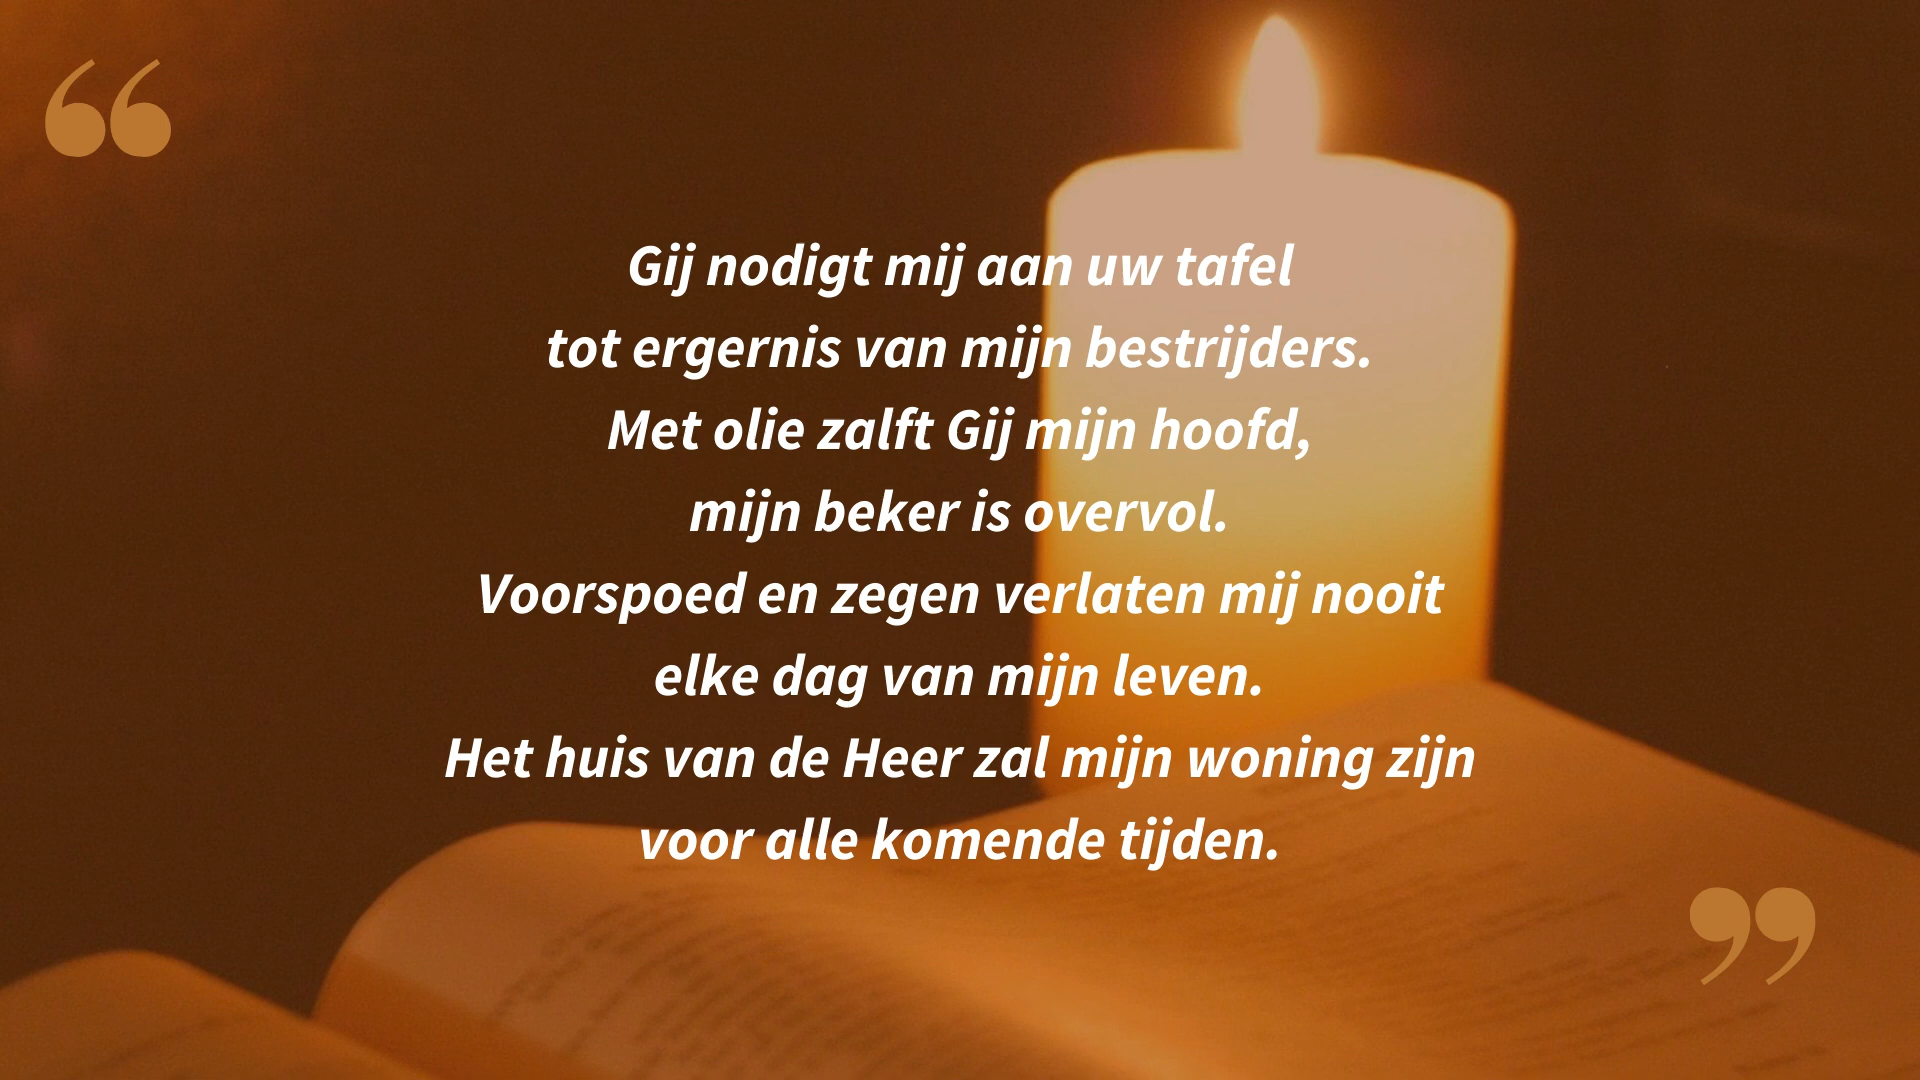 “
Gij nodigt mij aan uw tafel
tot ergernis van mijn bestrijders.
Met olie zalft Gij mijn hoofd,
mijn beker is overvol.
Voorspoed en zegen verlaten mij nooit
elke dag van mijn leven.
Het huis van de Heer zal mijn woning zijn
voor alle komende tijden.
”